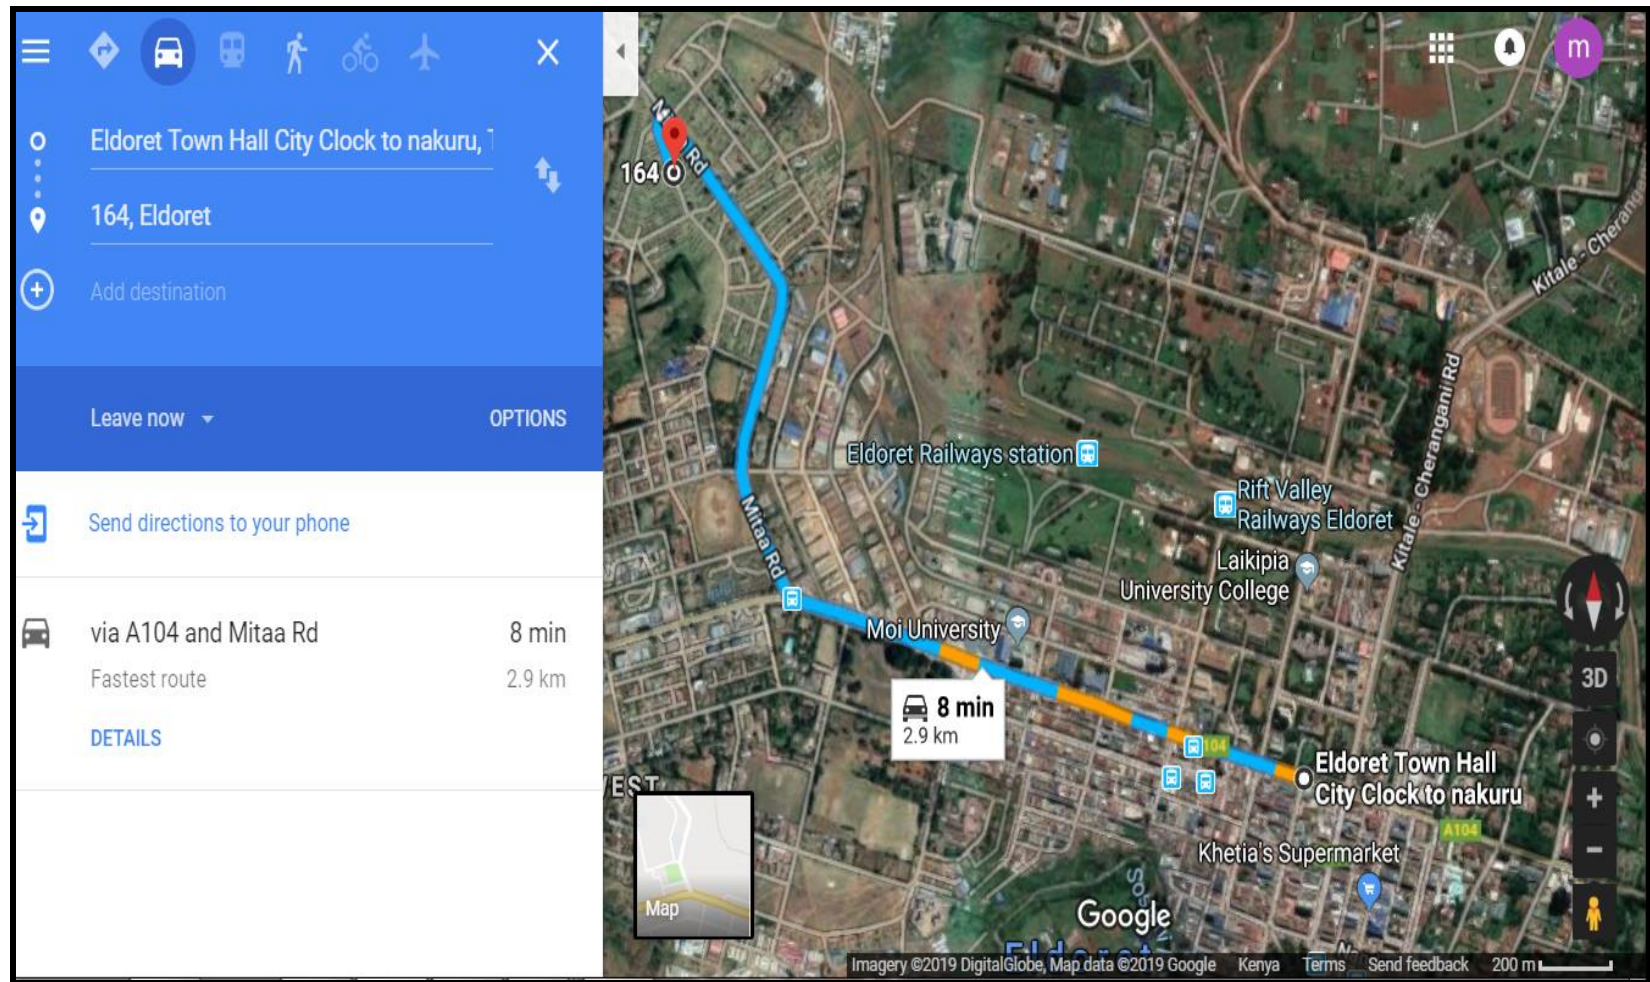 Eldoret Town Hall City Clock to nakuru,
164, Eldoret
Add destination
Leave now
OPTIONS
Send directions to your phone
via A104 and Mitaa Rd
8 min
Fastest route
2.9 km
DETAILS
m
Rd
164
Kitale - Cherangani Rd
Eldoret Railways station
Rift Valley
Railways Eldoret
Laikipia
University College
Mitaa Rd
Moi University
8 min
2.9 km
104
Eldoret Town Hall
City Clock to nakuru
A104
Khetia's Supermarket
3D
Map
Google
Eldoret
Imagery ©2019 DigitalGlobe, Map data ©2019 Google
Kenya
Terms
Send feedback
200 m